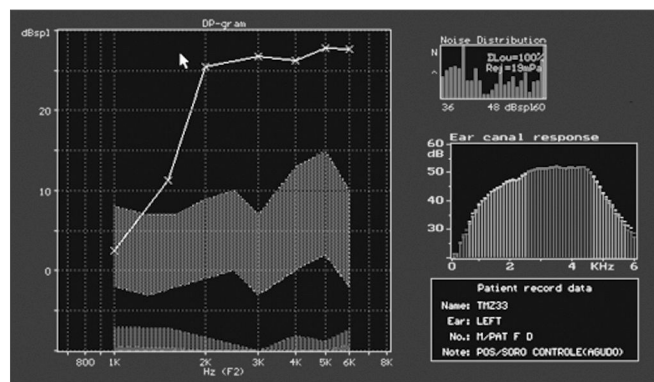 DP-gram
dBspl
20
10
0
800 1K 2K 3K 4K 5K 6K 8K
Hz (F2)
Noise Distribution
N
^
ΣLow=100%
Rej=19mPa
36 48 dBspl60
Ear canal response
60
dB
50
40
30
0 2 4 KHz 6
Patient record data
Name: TMZ33
Ear: LEFT
No.: M/PAT F D
Note: POS/SORO CONTROLE(AGUDO)